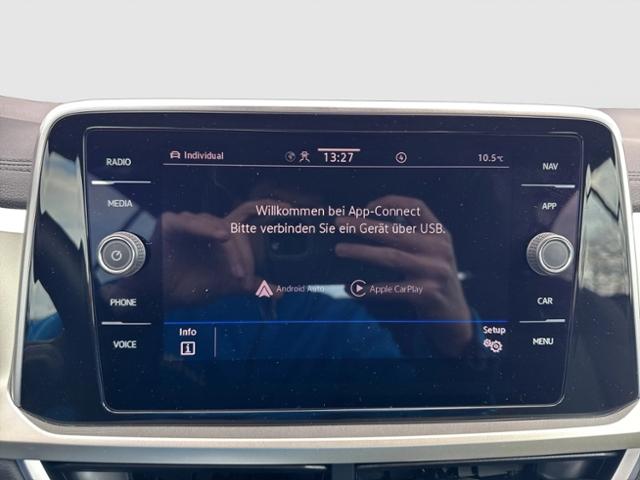 RADIO
MEDIA
PHONE
VOICE
Individual
13:27
10.5°C
Willkommen bei App-Connect
Bitte verbinden Sie ein Gerät über USB.
Android Auto
Apple CarPlay
Info
Setup
NAV
APP
CAR
MENU